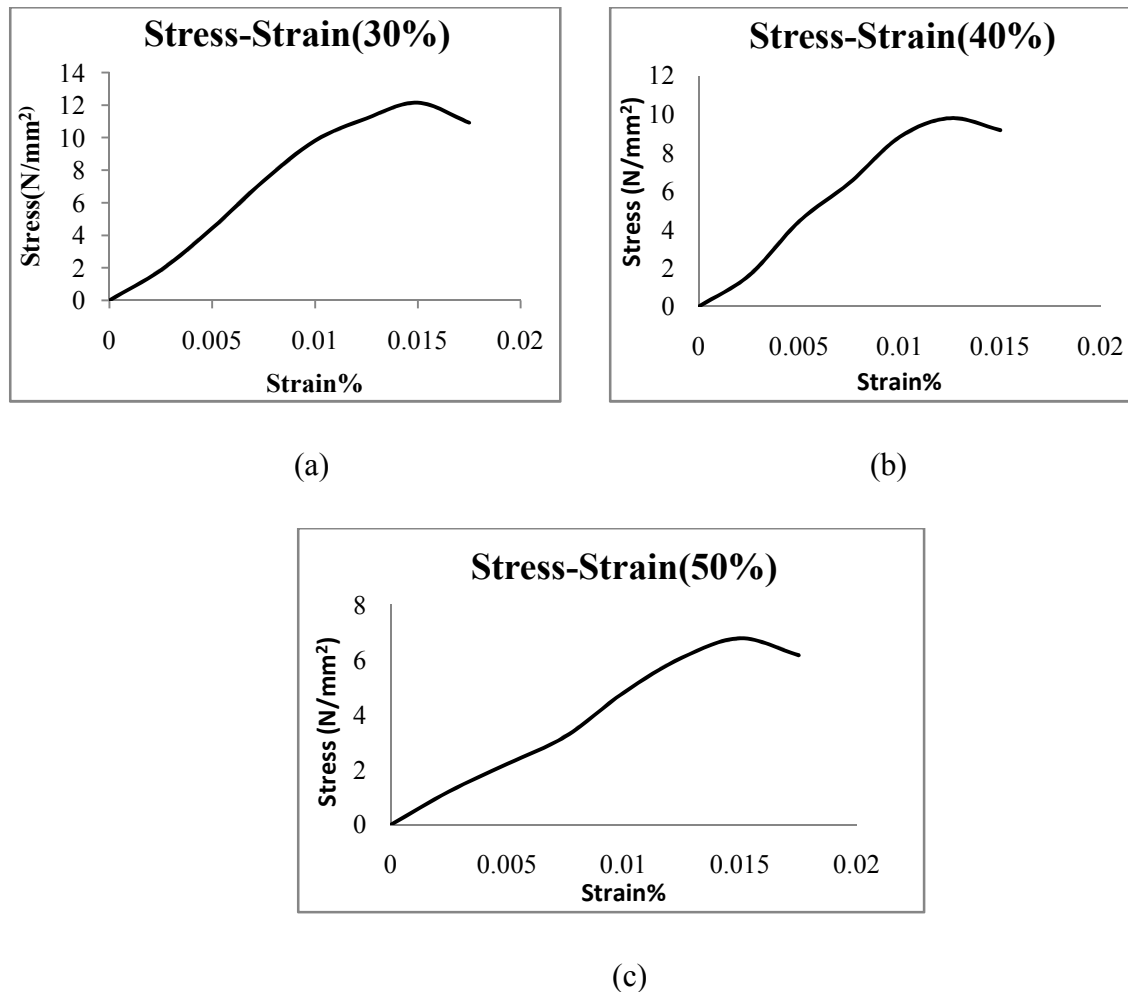 Stress-Strain(30%)
Stress(N/mm²)
14
12
10
8
6
4
2
0
0 0.005 0.01 0.015 0.02
Strain%
(a)
Stress-Strain(40%)
Stress (N/mm²)
12
10
8
6
4
2
0
0 0.005 0.01 0.015 0.02
Strain%
(b)
Stress-Strain(50%)
Stress (N/mm²)
8
6
4
2
0
0 0.005 0.01 0.015 0.02
Strain%
(c)